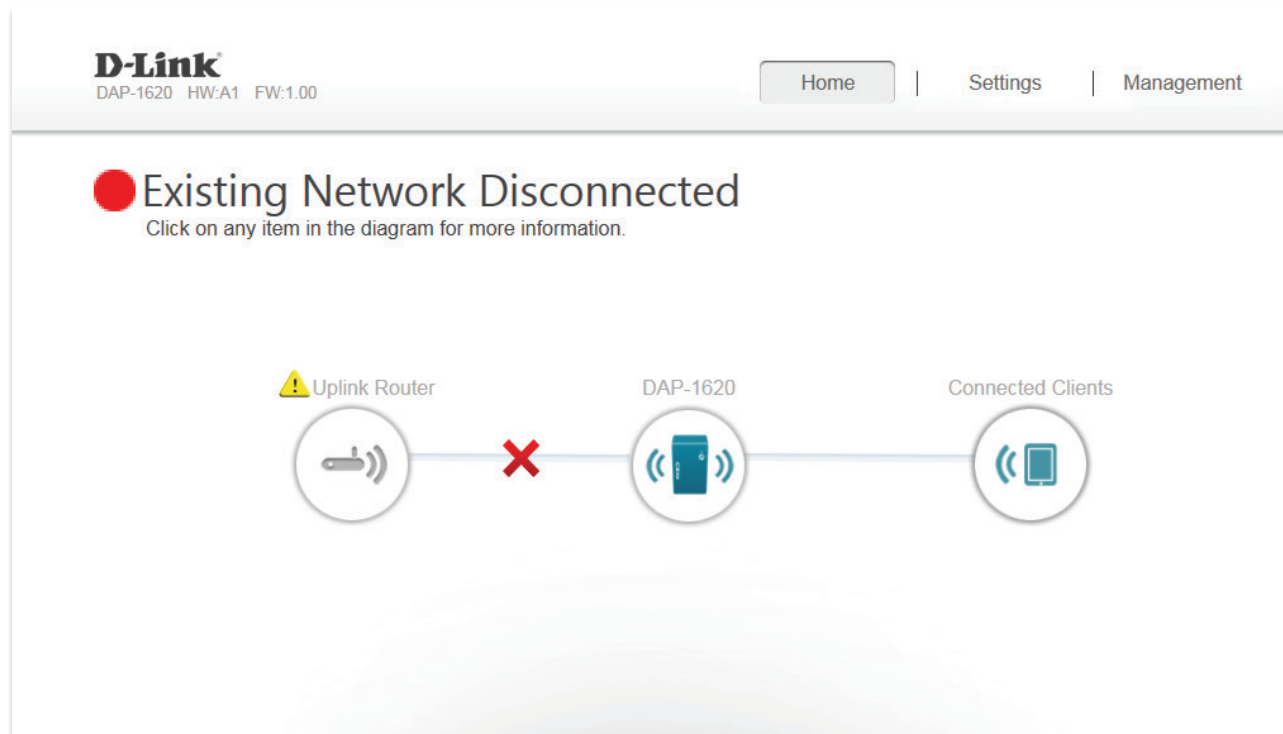 D-Link
DAP-1620 HW:A1 FW:1.00
Home
Settings
Management
Existing Network Disconnected
Click on any item in the diagram for more information.
Uplink Router
DAP-1620
Connected Clients